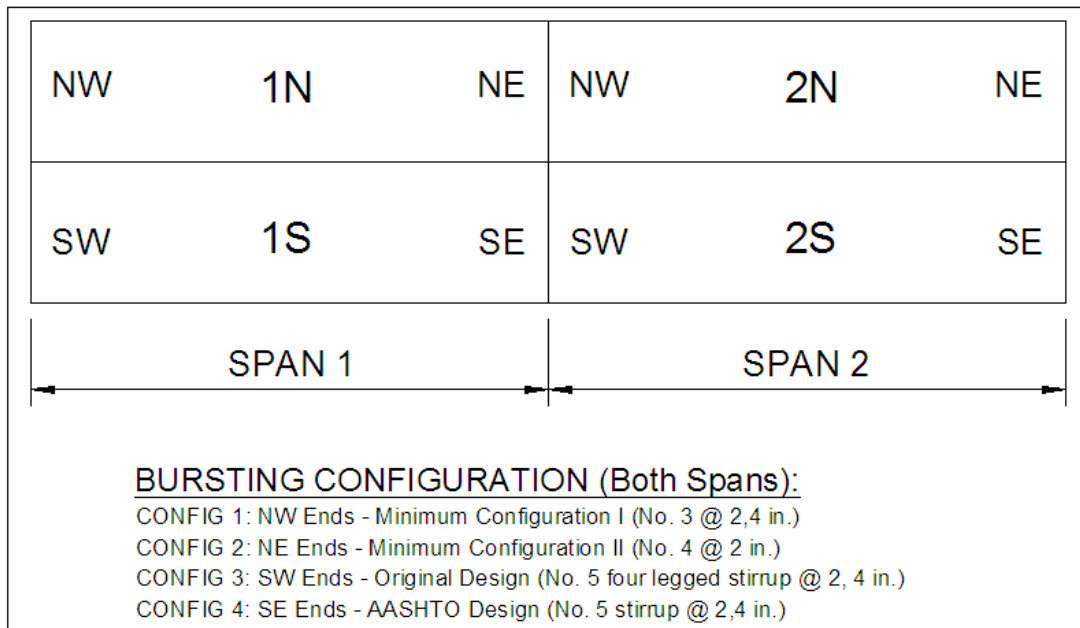 NW 1N NE NW 2N NE
SW 1S SE SW 2S SE
SPAN 1 SPAN 2
BURSTING CONFIGURATION (Both Spans):
CONFIG 1: NW Ends - Minimum Configuration I (No. 3 @ 2,4 in.)
CONFIG 2: NE Ends - Minimum Configuration II (No. 4 @ 2 in.)
CONFIG 3: SW Ends - Original Design (No. 5 four legged stirrup @ 2, 4 in.)
CONFIG 4: SE Ends - AASHTO Design (No. 5 stirrup @ 2,4 in.)